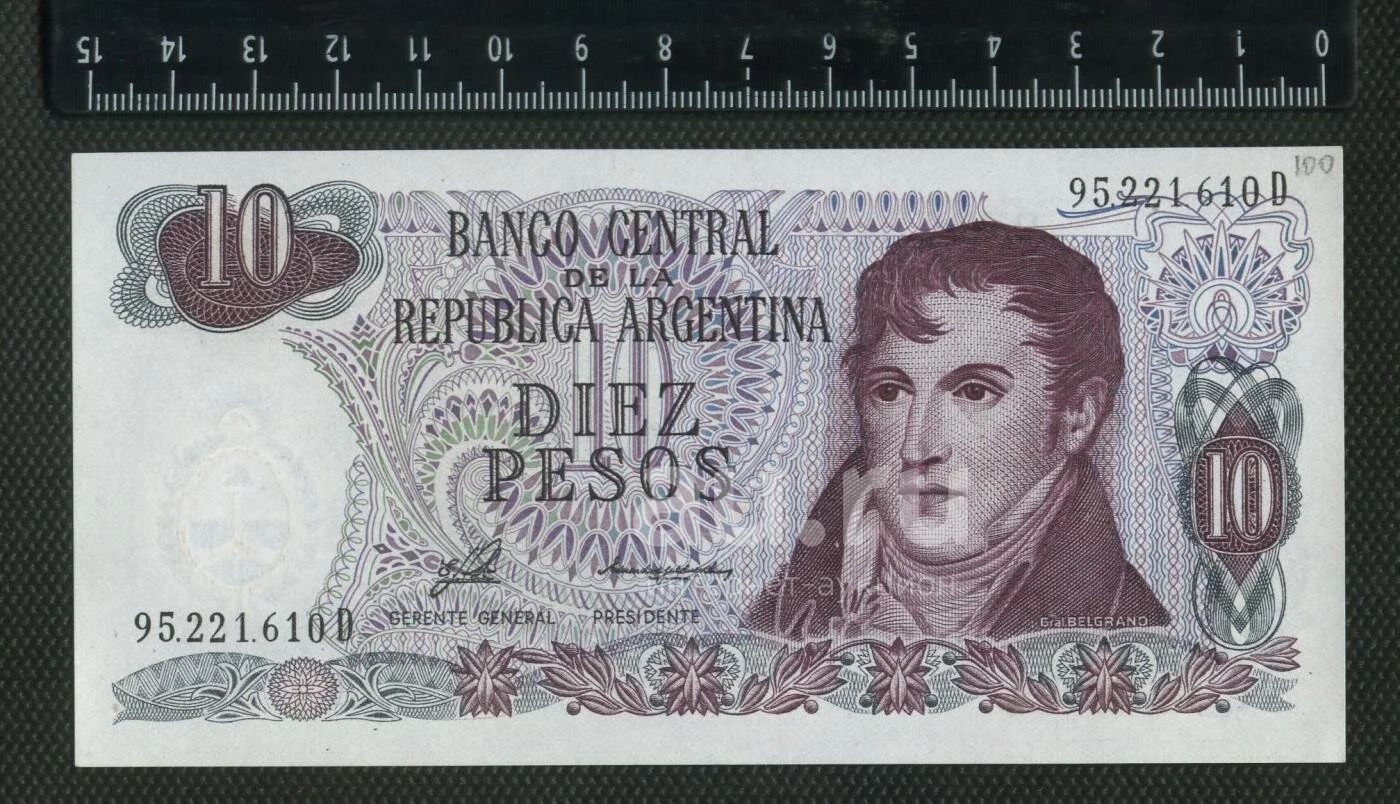 15 14 13 12 11 10 9 8 7 6 5 4 3 2 1 0
100
95.221.610 D
10
BANCO CENTRAL
DE LA
REPUBLICA ARGENTINA
10
DIEZ
PESOS
10
GERENTE GENERAL PRESIDENTE
Gral BELGRANO
95.221.610 D